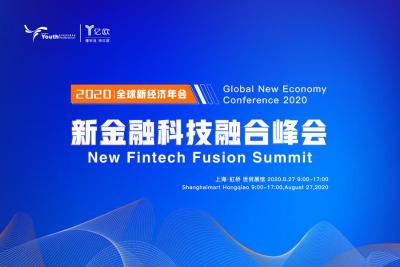 Youth
亿欧
2020 全球新经济年会
Global New Economy
Conference 2020
新金融科技融合峰会
New Fintech Fusion Summit
上海·虹桥 世贸展馆 2020.8.27 9:00-17:00
Shanghaimart Hongqiao 9:00-17:00,August 27,2020